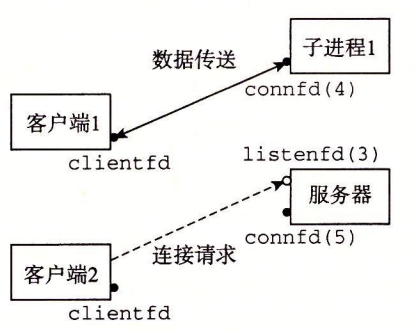 子进程1
数据传送
connfd(4)
客户端1
clientfd
listenfd(3)
服务器
connfd(5)
连接请求
客户端2
clientfd